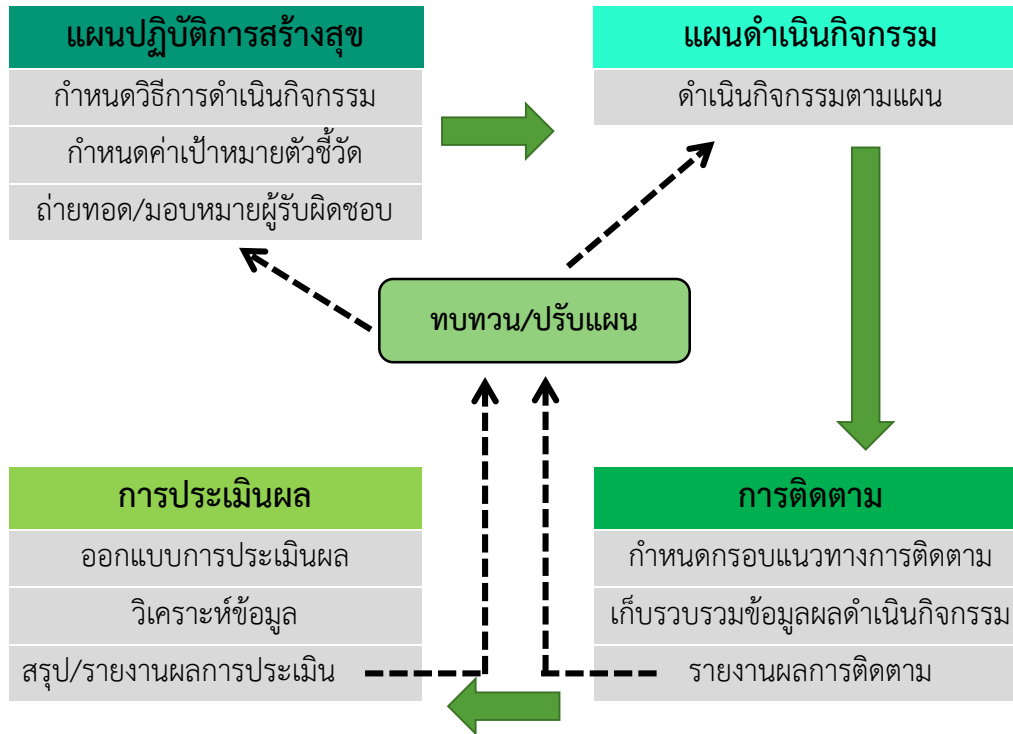 แผนปฏิบัติการสร้างสุข
กำหนดวิธีการดำเนินกิจกรรม
กำหนดค่าเป้าหมายตัวชี้วัด
ถ่ายทอด/มอบหมายผู้รับผิดชอบ
แผนดำเนินกิจกรรม
ดำเนินกิจกรรมตามแผน
ทบทวน/ปรับแผน
การประเมินผล
ออกแบบการประเมินผล
วิเคราะห์ข้อมูล
สรุป/รายงานผลการประเมิน
การติดตาม
กำหนดกรอบแนวทางการติดตาม
เก็บรวบรวมข้อมูลผลดำเนินกิจกรรม
รายงานผลการติดตาม